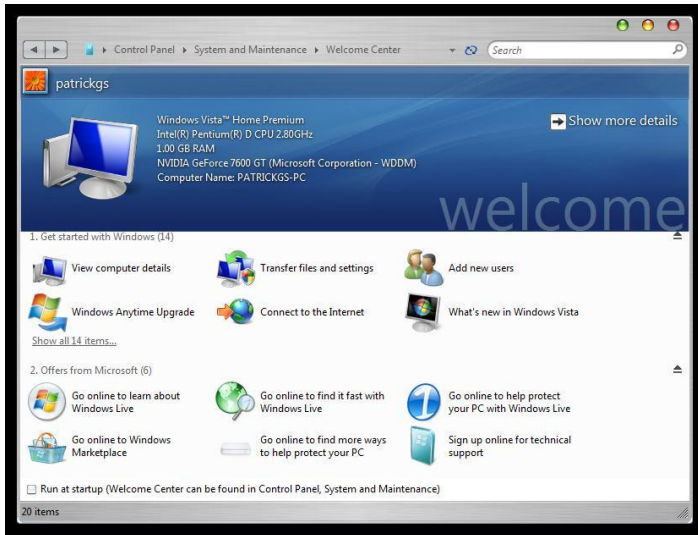 Control Panel ▸ System and Maintenance ▸ Welcome Center
Search
patrickgs
Windows Vista™ Home Premium
Intel(R) Pentium(R) D CPU 2.80GHz
1.00 GB RAM
NVIDIA GeForce 7600 GT (Microsoft Corporation - WDDM)
Computer Name: PATRICKGS-PC
Show more details
welcome
1. Get started with Windows (14)
View computer details
Transfer files and settings
Add new users
Windows Anytime Upgrade
Connect to the Internet
What's new in Windows Vista
Show all 14 items...
2. Offers from Microsoft (6)
Go online to learn about
Windows Live
Go online to find it fast with
Windows Live
Go online to help protect
your PC with Windows Live
Go online to Windows
Marketplace
Go online to find more ways
to help protect your PC
Sign up online for technical
support
Run at startup (Welcome Center can be found in Control Panel, System and Maintenance)
20 items